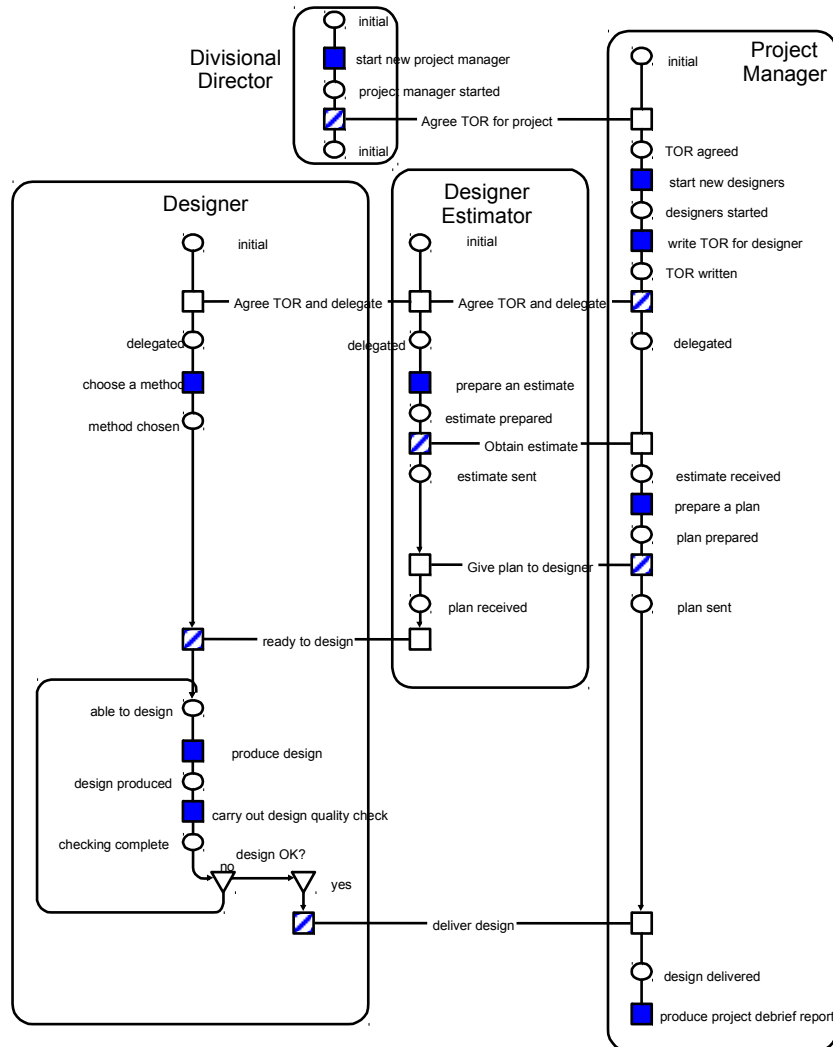 Divisional
Director
initial
start new project manager
project manager started
Agree TOR for project
initial
Project
Manager
initial
TOR agreed
start new designers
designers started
write TOR for designer
TOR written
delegated
estimate received
prepare a plan
plan prepared
plan sent
design delivered
produce project debrief report
Designer
initial
Agree TOR and delegate
delegated
choose a method
method chosen
ready to design
able to design
produce design
design produced
carry out design quality check
checking complete
design OK?
no
yes
deliver design
Designer
Estimator
initial
Agree TOR and delegate
delegated
prepare an estimate
estimate prepared
Obtain estimate
estimate sent
Give plan to designer
plan received